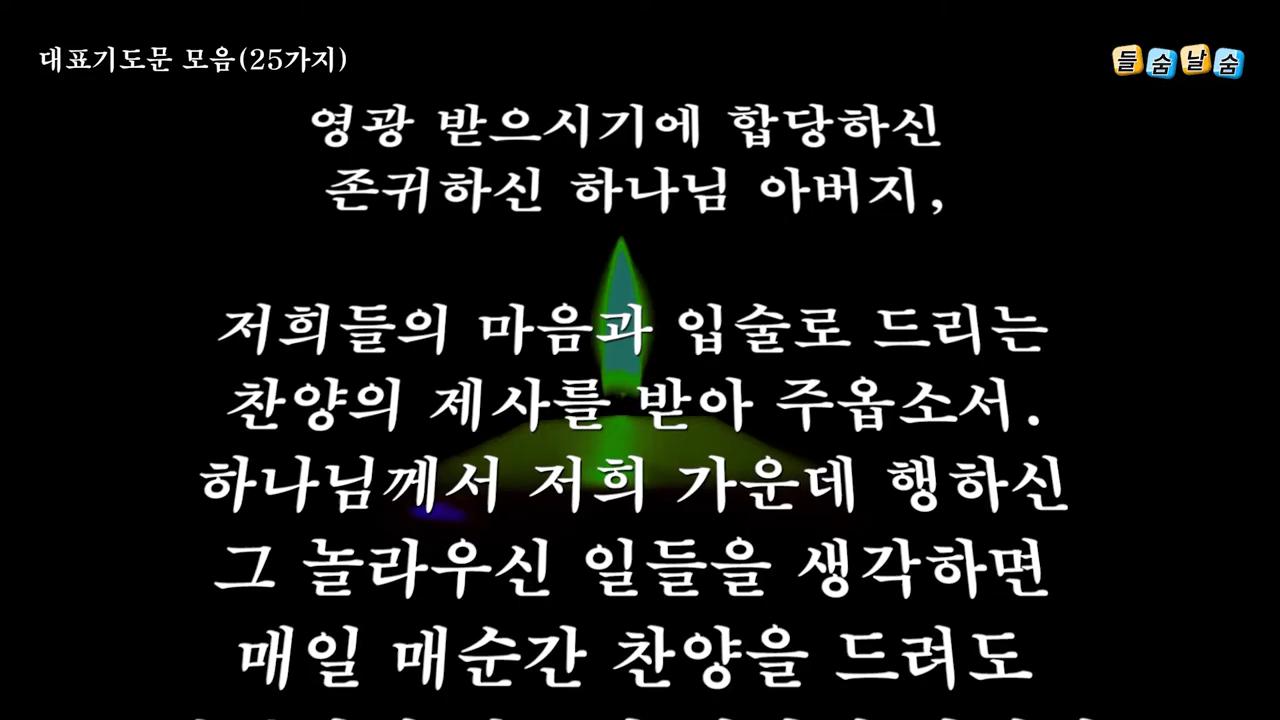 대표기도문 모음(25가지)
들숨날숨
영광 받으시기에 합당하신
존귀하신 하나님 아버지,
저희들의 마음과 입술로 드리는
찬양의 제사를 받아 주옵소서.
하나님께서 저희 가운데 행하신
그 놀라우신 일들을 생각하면
매일 매순간 찬양을 드려도